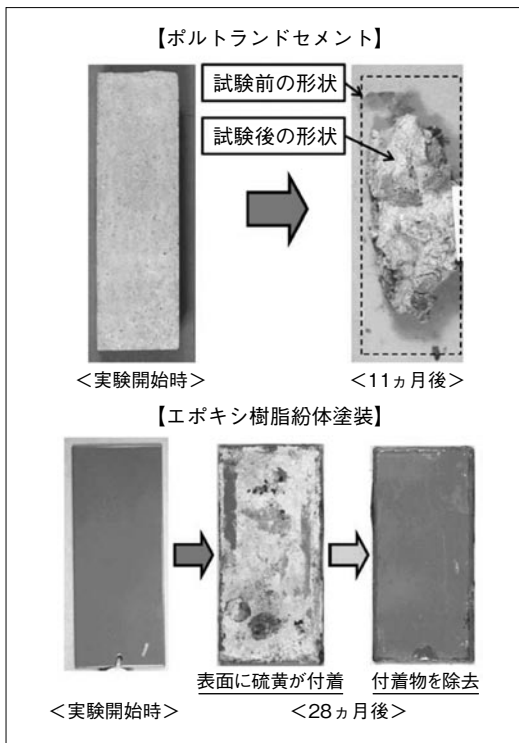 【ポルトランドセメント】
試験前の形状
試験後の形状
<実験開始時>
<11ヵ月後>
【エポキシ樹脂紛体塗装】
表面に硫黄が付着
付着物を除去
<実験開始時>
<28ヵ月後>